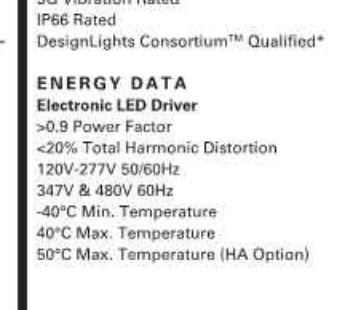 3G Vibration Rated
IP66 Rated
DesignLights Consortium™ Qualified*
ENERGY DATA
Electronic LED Driver
>0.9 Power Factor
<20% Total Harmonic Distortion
120V-277V 50/60Hz
347V & 480V 60Hz
-40°C Min. Temperature
40°C Max. Temperature
50°C Max. Temperature (HA Option)